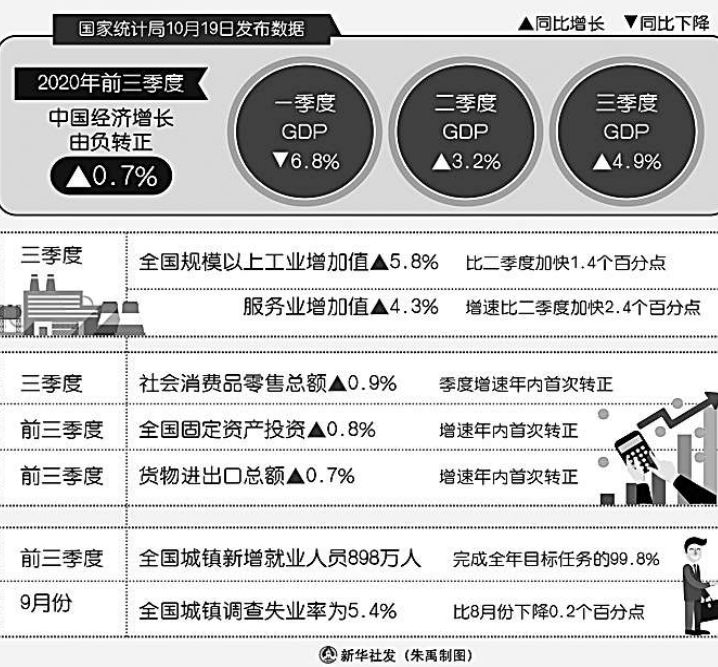 国家统计局10月19日发布数据
▲同比增长 ▼同比下降
2020年前三季度
中国经济增长
由负转正
▲0.7%
一季度
GDP
▼6.8%
二季度
GDP
▲3.2%
三季度
GDP
▲4.9%
三季度
全国规模以上工业增加值▲5.8% 比二季度加快1.4个百分点
服务业增加值▲4.3% 增速比二季度加快2.4个百分点
三季度 社会消费品零售总额▲0.9% 季度增速年内首次转正
前三季度 全国固定资产投资▲0.8% 增速年内首次转正
前三季度 货物进出口总额▲0.7% 增速年内首次转正
前三季度 全国城镇新增就业人员898万人 完成全年目标任务的99.8%
9月份 全国城镇调查失业率为5.4% 比8月份下降0.2个百分点
新华社发（朱禹制图）